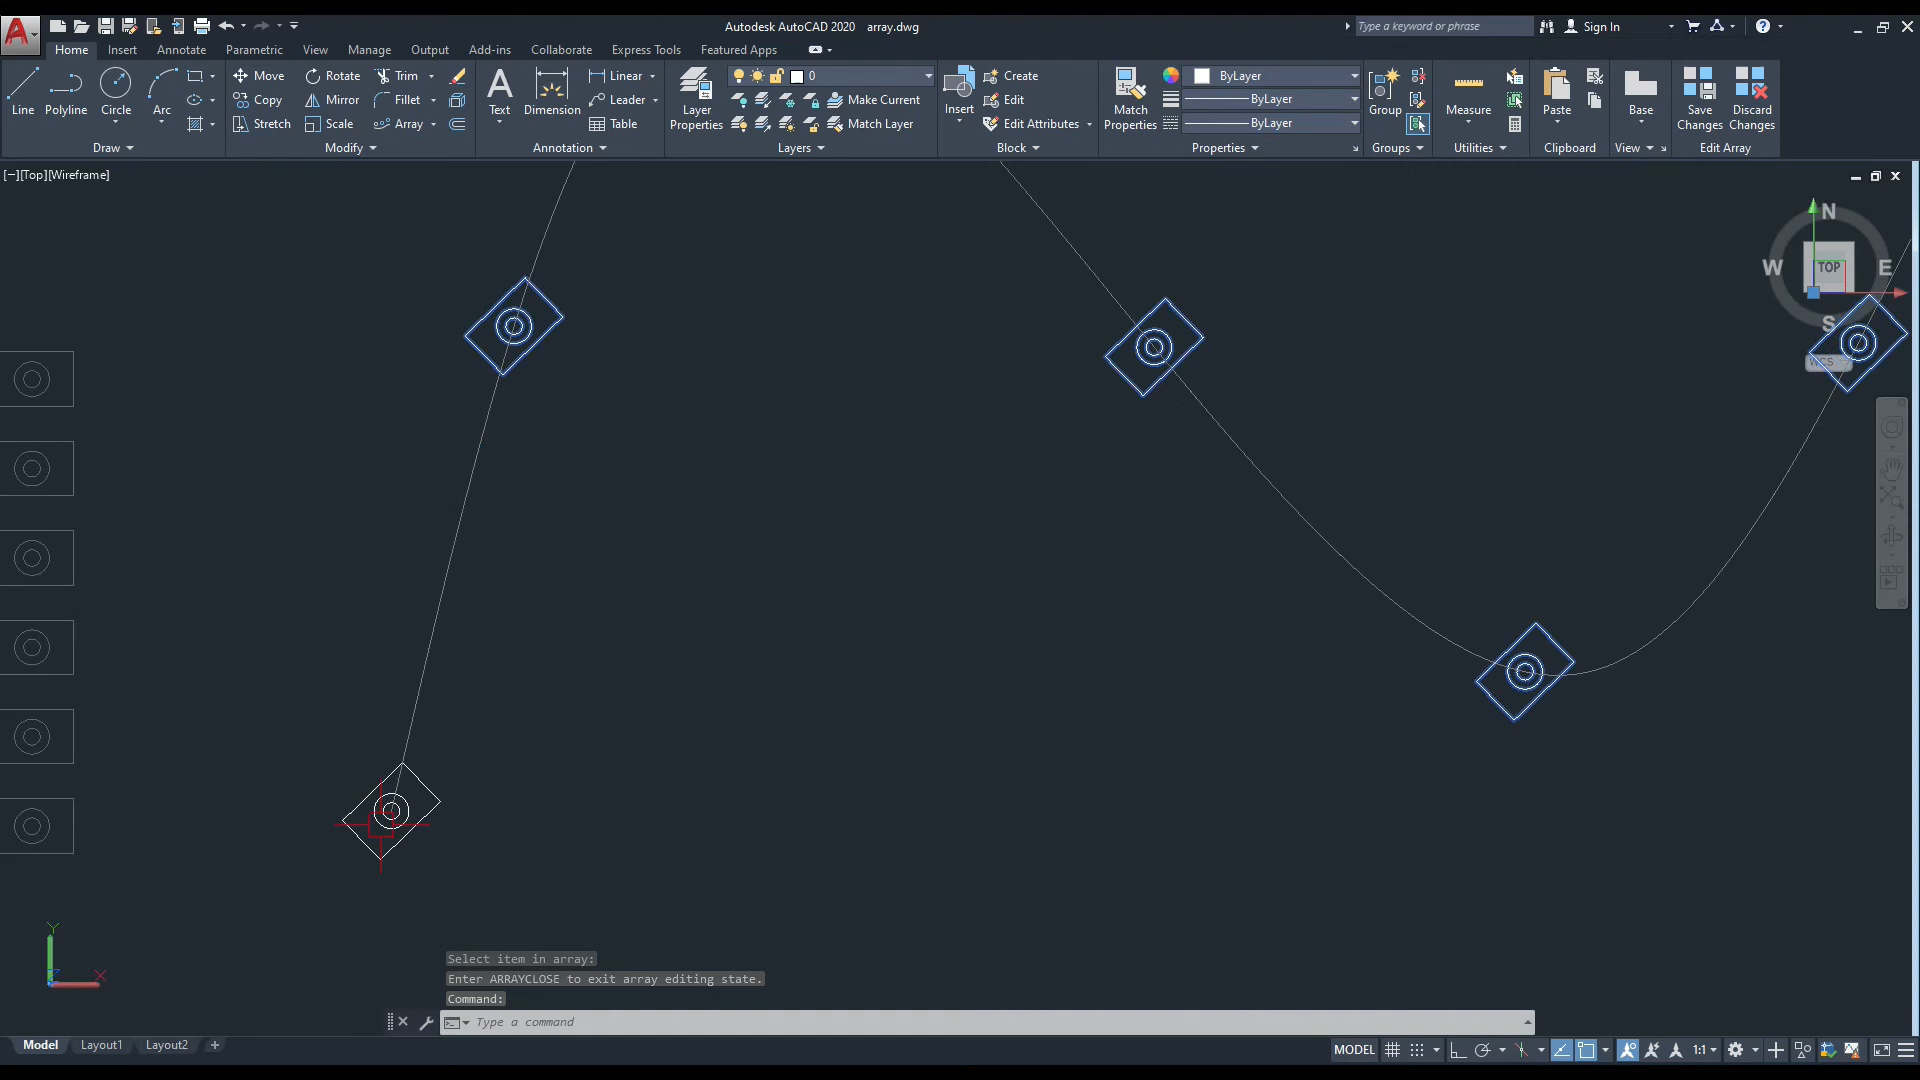 Autodesk AutoCAD 2020 array.dwg
Type a keyword or phrase
Sign In
Home Insert Annotate Parametric View Manage Output Add-ins Collaborate Express Tools Featured Apps
Line
Polyline
Circle
Arc
Draw
Move
Rotate
Trim
Copy
Mirror
Fillet
Stretch
Scale
Array
Modify
Text
Dimension
Linear
Leader
Table
Annotation
Layer
Properties
0
Make Current
Match Layer
Layers
Insert
Create
Edit
Edit Attributes
Block
Match
Properties
ByLayer
ByLayer
ByLayer
Properties
Group
Groups
Measure
Utilities
Paste
Clipboard
Base
View
Save
Changes
Discard
Changes
Edit Array
[−][Top][Wireframe]
N
W
TOP
E
S
WCS
Y
X
Select item in array:
Enter ARRAYCLOSE to exit array editing state.
Command:
Type a command
Model Layout1 Layout2 +
MODEL
1:1